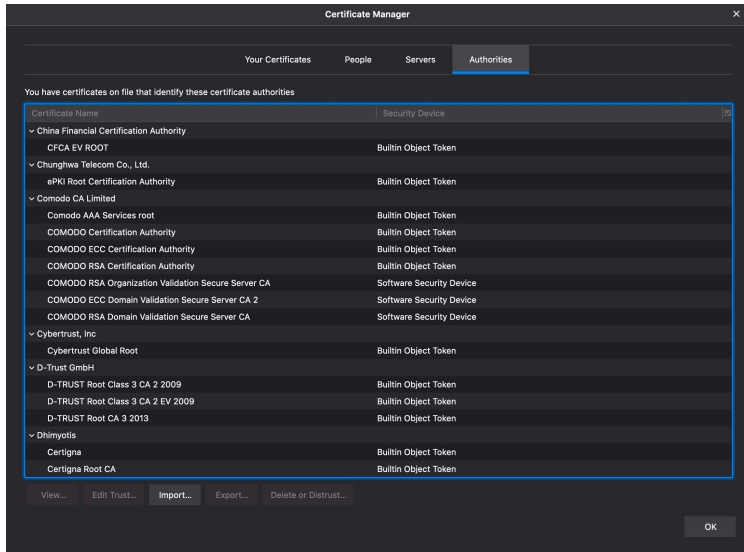 Certificate Manager
Your Certificates People Servers Authorities
You have certificates on file that identify these certificate authorities
Certificate Name Security Device
China Financial Certification Authority
CFCA EV ROOT Builtin Object Token
Chunghwa Telecom Co., Ltd.
ePKI Root Certification Authority Builtin Object Token
Comodo CA Limited
Comodo AAA Services root Builtin Object Token
COMODO Certification Authority Builtin Object Token
COMODO ECC Certification Authority Builtin Object Token
COMODO RSA Certification Authority Builtin Object Token
COMODO RSA Organization Validation Secure Server CA Software Security Device
COMODO ECC Domain Validation Secure Server CA 2 Software Security Device
COMODO RSA Domain Validation Secure Server CA Software Security Device
Cybertrust, Inc
Cybertrust Global Root Builtin Object Token
D-Trust GmbH
D-TRUST Root Class 3 CA 2 2009 Builtin Object Token
D-TRUST Root Class 3 CA 2 EV 2009 Builtin Object Token
D-TRUST Root CA 3 2013 Builtin Object Token
Dhimyotis
Certigna Builtin Object Token
Certigna Root CA Builtin Object Token
View... Edit Trust... Import... Export... Delete or Distrust...
OK